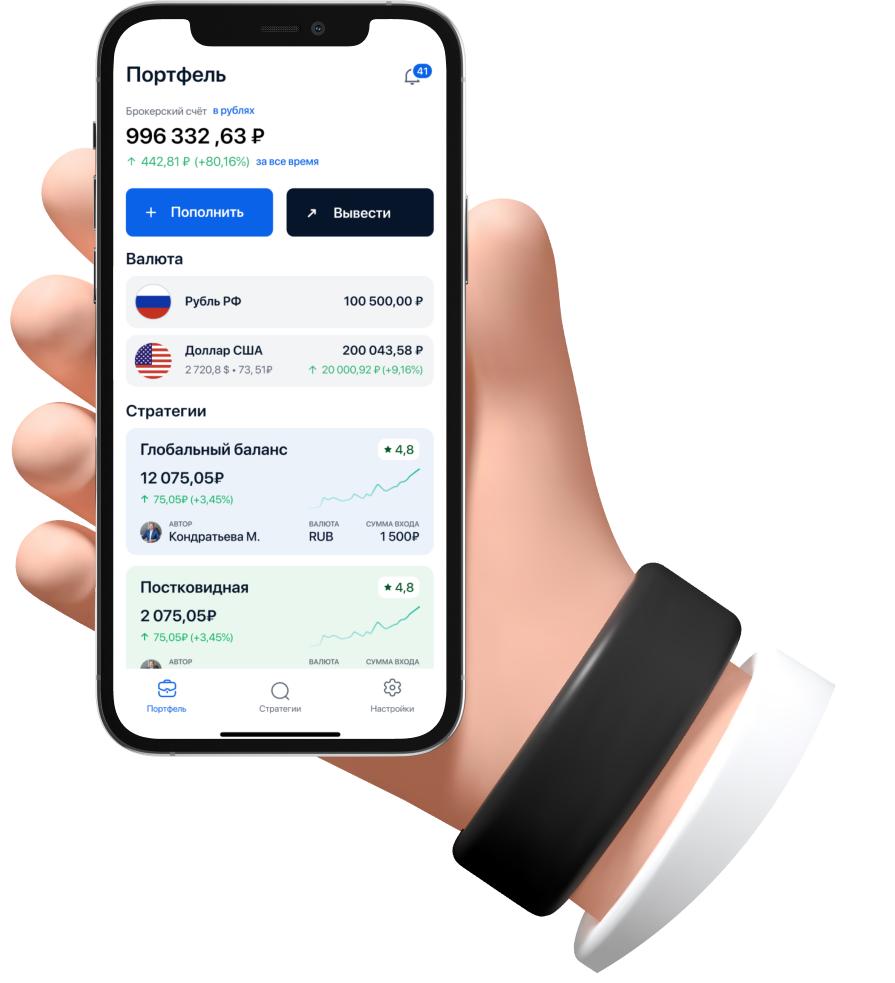 Портфель
41
Брокерский счёт в рублях
996 332 ,63 ₽
↑ 442,81 ₽ (+80,16%) за все время
+ Пополнить
↗ Вывести
Валюта
Рубль РФ 100 500,00 ₽
Доллар США 200 043,58 ₽
2 720,8 $ • 73, 51₽ ↑ 20 000,92 ₽ (+9,16%)
Стратегии
Глобальный баланс ★ 4,8
12 075,05₽
↑ 75,05₽ (+3,45%)
АВТОР ВАЛЮТА СУММА ВХОДА
Кондратьева М. RUB 1 500₽
Постковидная ★ 4,8
2 075,05₽
↑ 75,05₽ (+3,45%)
АВТОР ВАЛЮТА СУММА ВХОДА
Портфель Стратегии Настройки